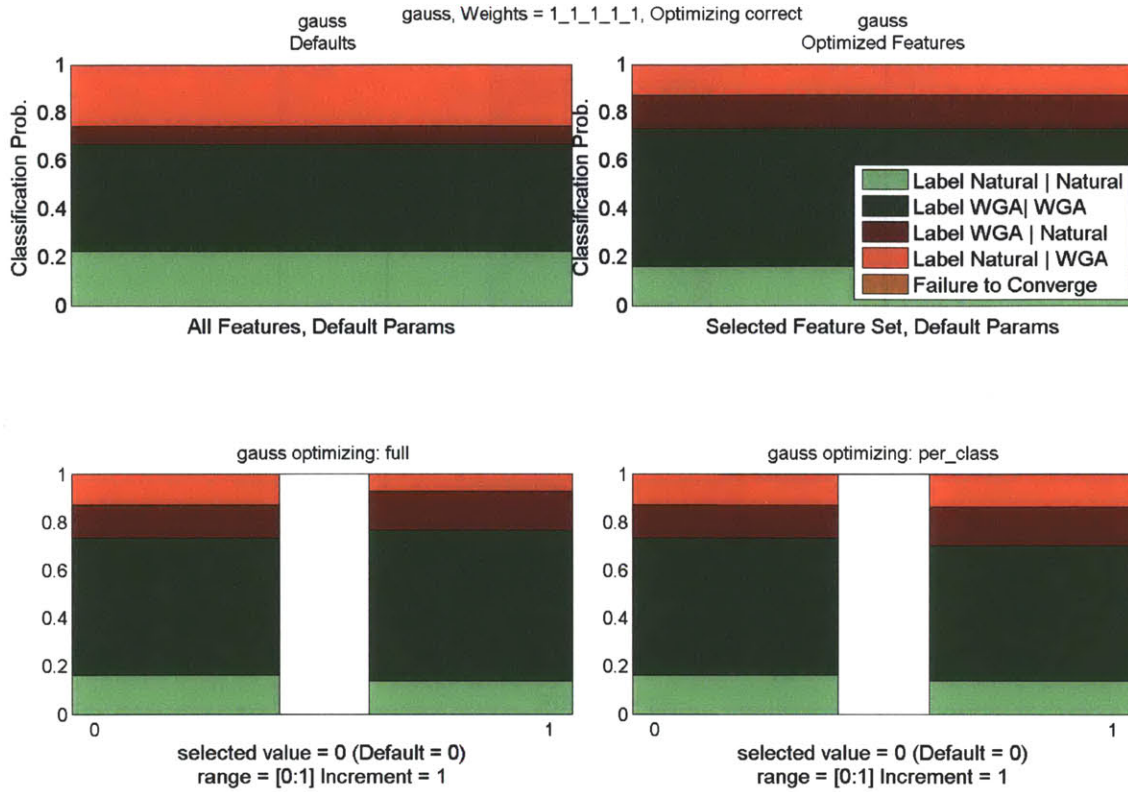 gauss, Weights = 1_1_1_1_1, Optimizing correct
gauss
Defaults
1
0.8
0.6
0.4
0.2
0
Classification Prob.
All Features, Default Params
gauss
Optimized Features
1
0.8
0.6
0.4
0.2
0
Classification Prob.
Label Natural | Natural
Label WGA| WGA
Label WGA | Natural
Label Natural | WGA
Failure to Converge
Selected Feature Set, Default Params
gauss optimizing: full
1
0.8
0.6
0.4
0.2
0
0 1
selected value = 0 (Default = 0)
range = [0:1] Increment = 1
gauss optimizing: per_class
1
0.8
0.6
0.4
0.2
0
0 1
selected value = 0 (Default = 0)
range = [0:1] Increment = 1